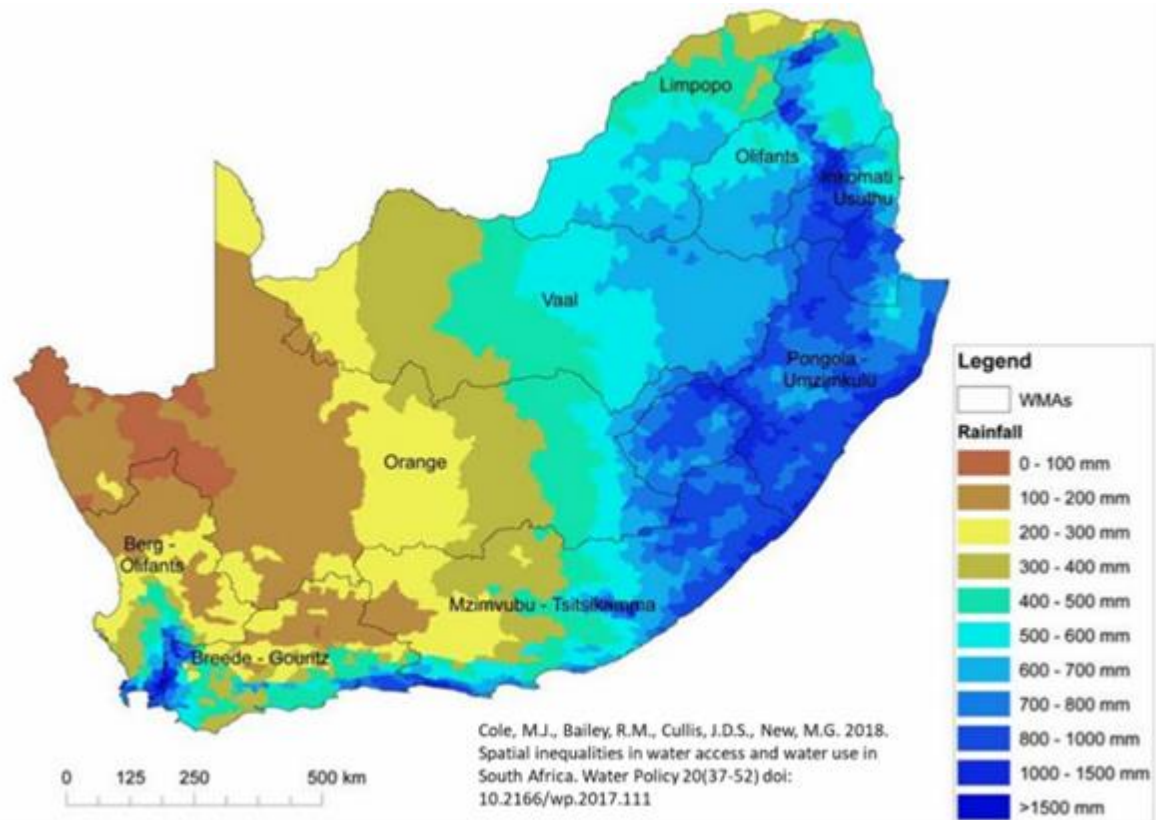 Limpopo
Olifants
Inkomati -
Usuthu
Vaal
Pongola -
Umzimkulu
Orange
Berg -
Olifants
Mzimvubu - Tsitsikamma
Breede - Gouritz
Legend
WMAs
Rainfall
0 - 100 mm
100 - 200 mm
200 - 300 mm
300 - 400 mm
400 - 500 mm
500 - 600 mm
600 - 700 mm
700 - 800 mm
800 - 1000 mm
1000 - 1500 mm
>1500 mm
Cole, M.J., Bailey, R.M., Cullis, J.D.S., New, M.G. 2018.
Spatial inequalities in water access and water use in
South Africa. Water Policy 20(37-52) doi:
10.2166/wp.2017.111
0 125 250 500 km